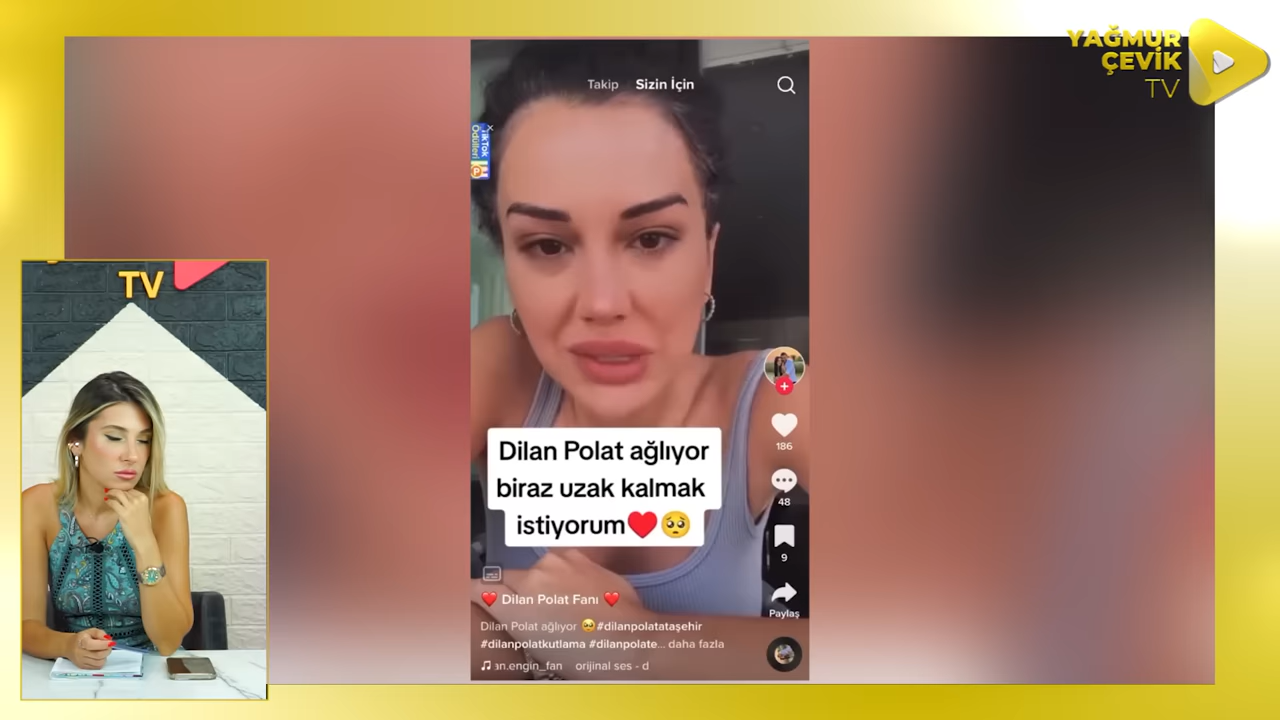 YAĞMUR
ÇEVİK
TV
Takip Sizin İçin
TikTok
Ödülleri
P
TV
186
Dilan Polat ağlıyor
biraz uzak kalmak
istiyorum❤️🥺
48
9
Paylaş
❤️ Dilan Polat Fanı ❤️
Dilan Polat ağlıyor 🥺#dilanpolatataşehir
#dilanpolatkutlama #dilanpolate... daha fazla
an.engin_fan orijinal ses - d